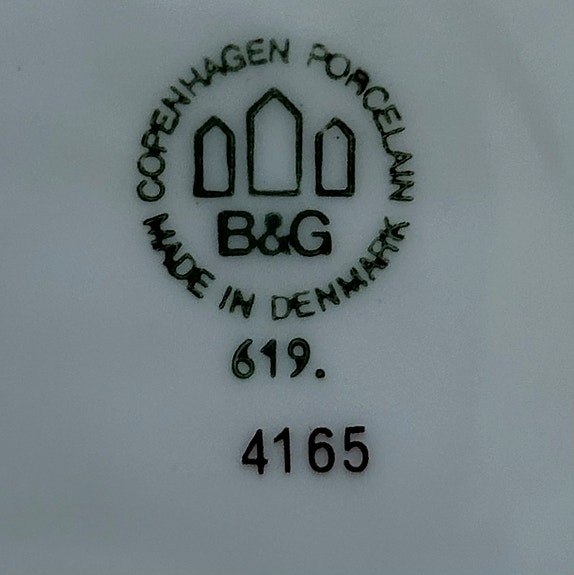 COPENHAGEN PORCELAIN
B&G
MADE IN DENMARK
619.
4165